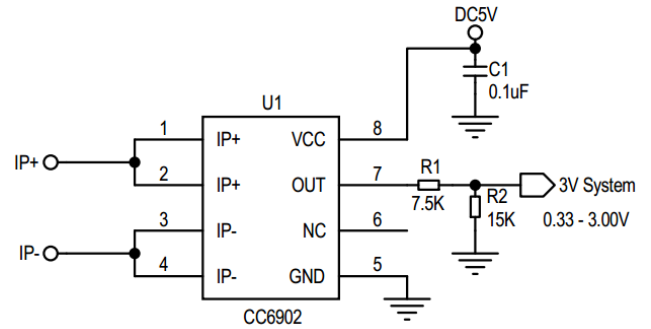 DC5V
C1
0.1uF
U1
1
IP+
VCC
8
IP+
2
IP+
OUT
7
R1
7.5K
3V System
R2
15K
0.33 - 3.00V
3
IP-
NC
6
IP-
4
IP-
GND
5
CC6902